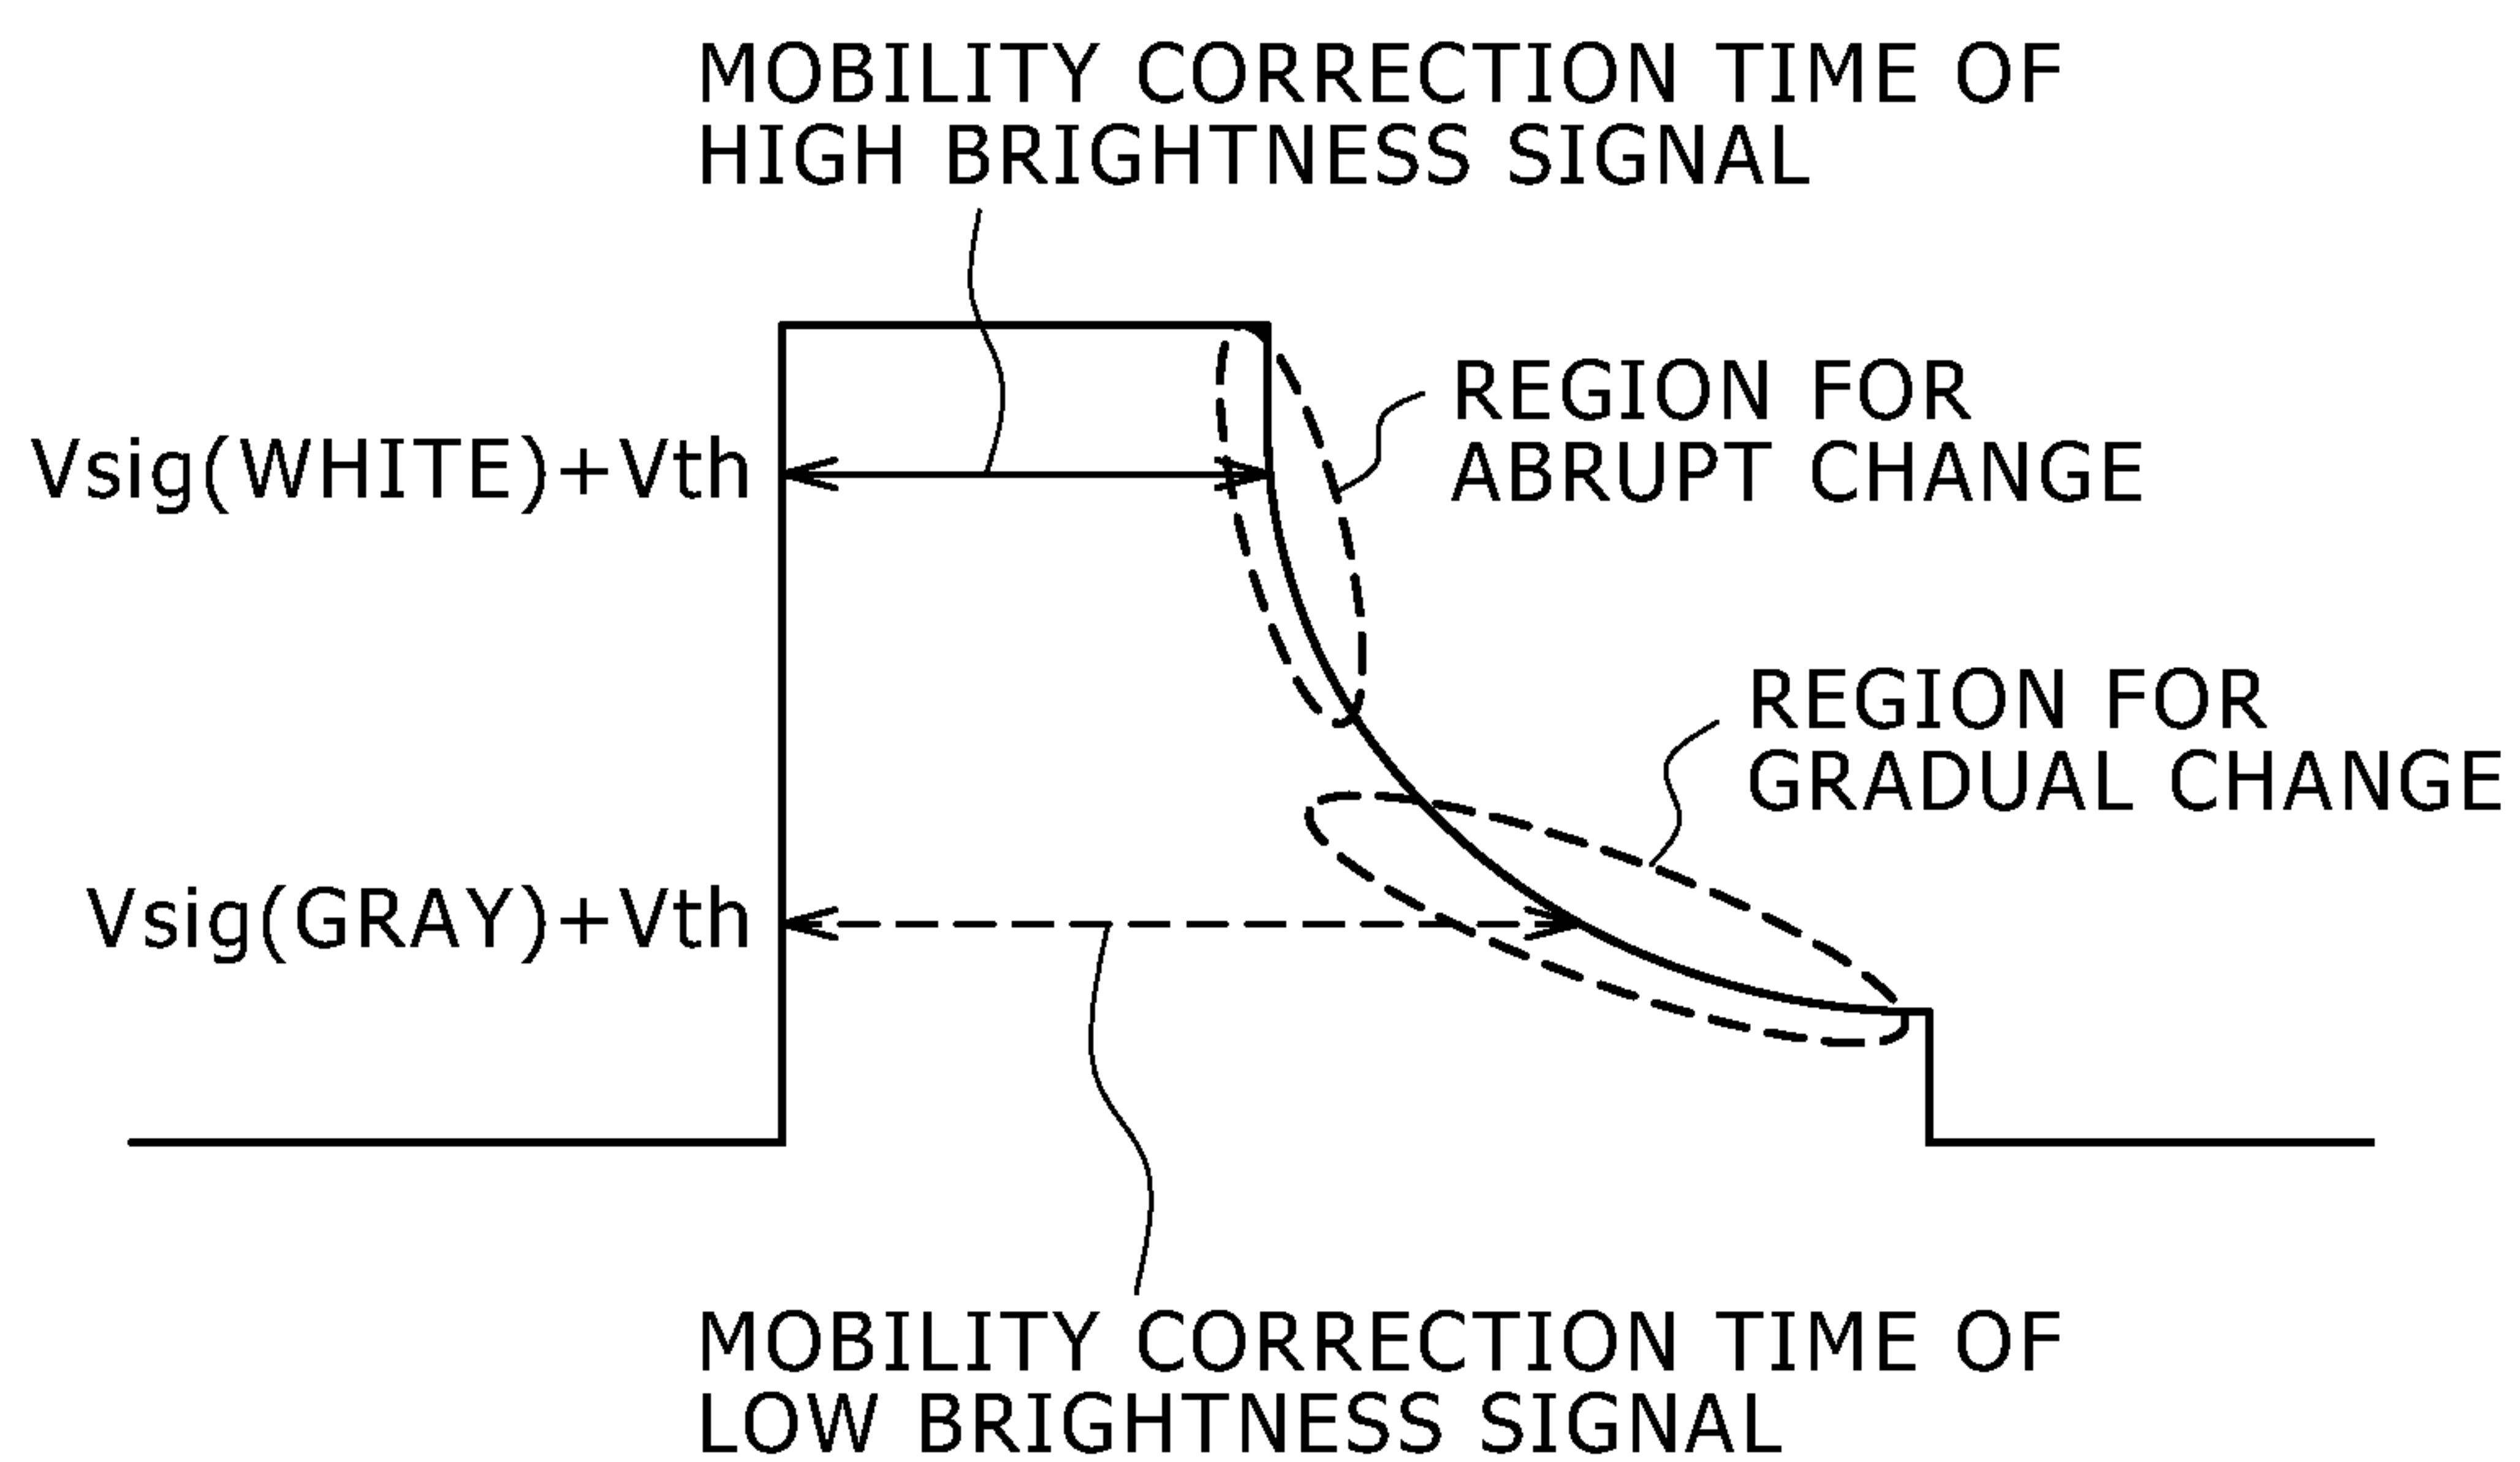 MOBILITY CORRECTION TIME OF
HIGH BRIGHTNESS SIGNAL
REGION FOR
ABRUPT CHANGE
Vsig(WHITE)+Vth
REGION FOR
GRADUAL CHANGE
Vsig(GRAY)+Vth
MOBILITY CORRECTION TIME OF
LOW BRIGHTNESS SIGNAL